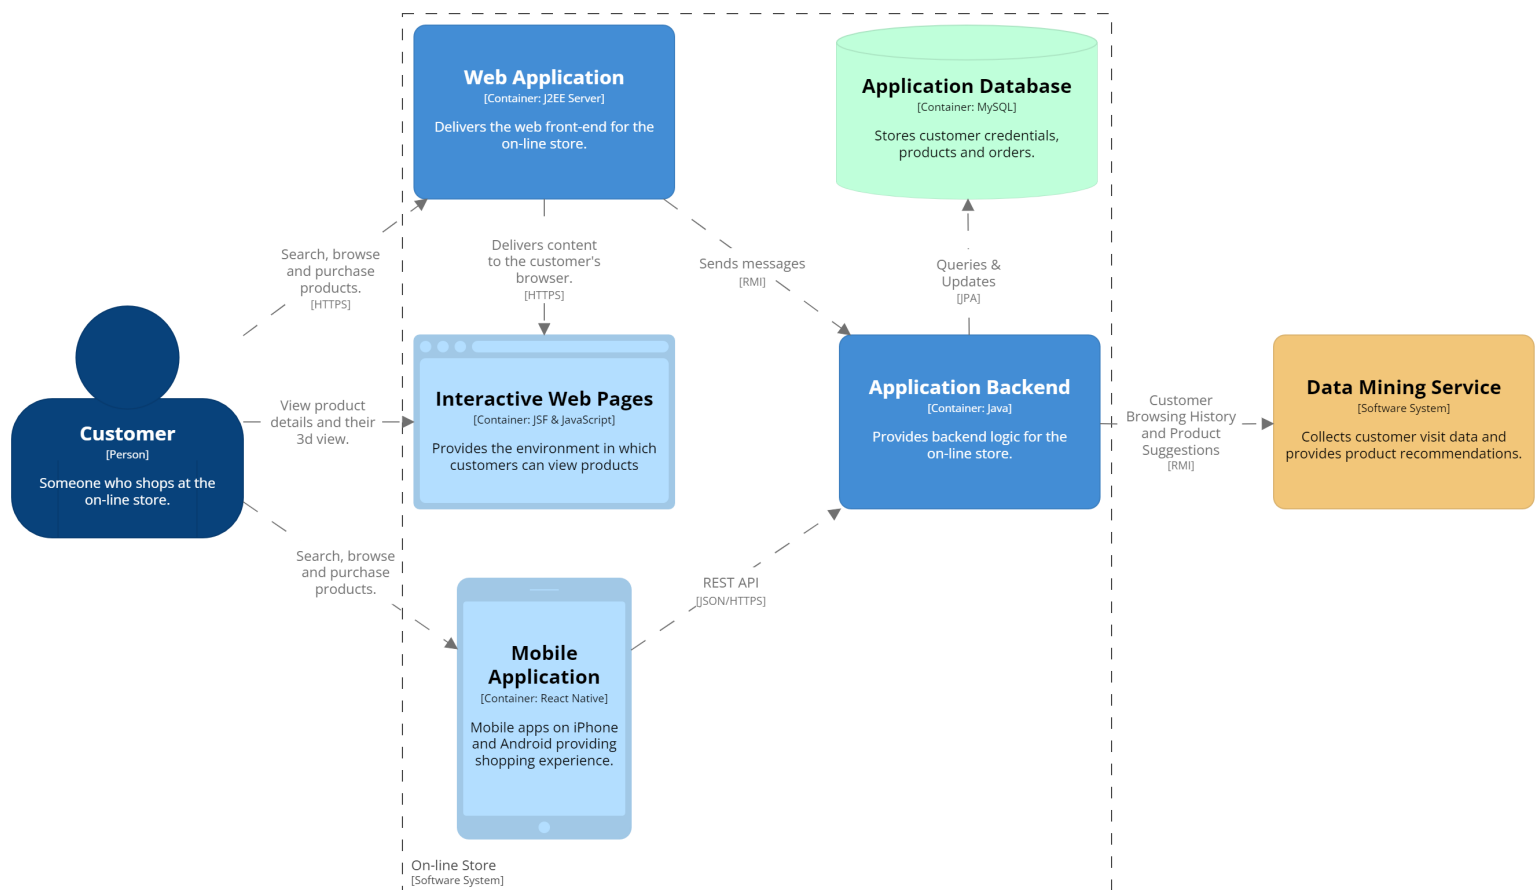 Web Application
[Container: J2EE Server]
Delivers the web front-end for the
on-line store.
Application Database
[Container: MySQL]
Stores customer credentials,
products and orders.
Search, browse
and purchase
products.
[HTTPS]
Delivers content
to the customer's
browser.
[HTTPS]
Sends messages
[RMI]
Queries &
Updates
[JPA]
Customer
[Person]
Someone who shops at the
on-line store.
View product
details and their
3d view.
Interactive Web Pages
[Container: JSF & JavaScript]
Provides the environment in which
customers can view products
Application Backend
[Container: Java]
Provides backend logic for the
on-line store.
Customer
Browsing History
and Product
Suggestions
[RMI]
Data Mining Service
[Software System]
Collects customer visit data and
provides product recommendations.
Search, browse
and purchase
products.
Mobile
Application
[Container: React Native]
Mobile apps on iPhone
and Android providing
shopping experience.
REST API
[JSON/HTTPS]
On-line Store
[Software System]